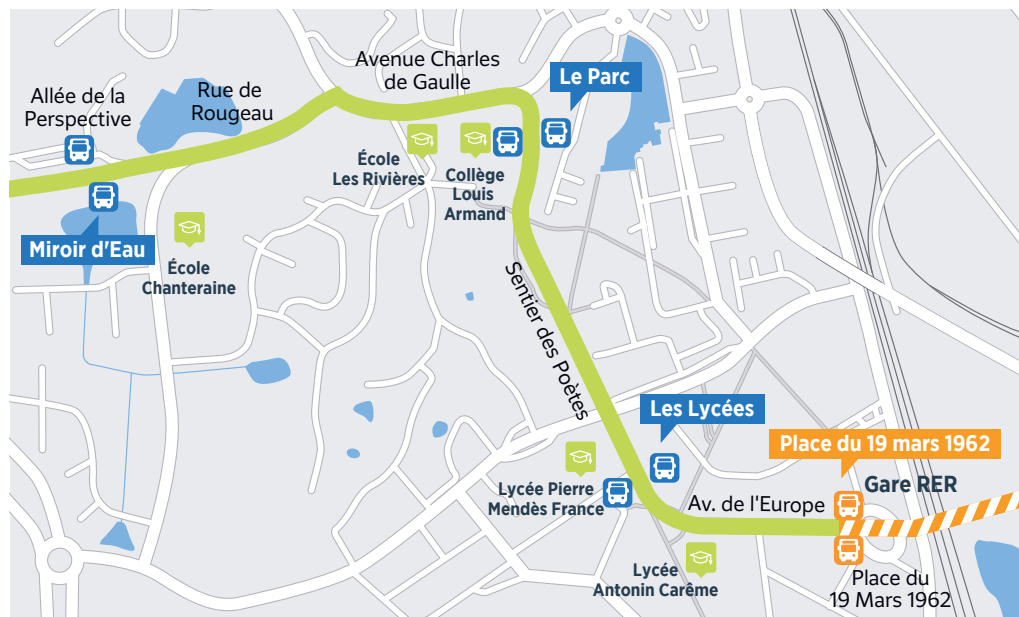 Avenue Charles
de Gaulle
Le Parc
Allée de la
Perspective
Rue de
Rougeau
École
Les Rivières
Collège
Louis
Armand
Miroir d'Eau
École
Chanteraine
Sentier des Poètes
Les Lycées
Place du 19 mars 1962
Gare RER
Lycée Pierre
Mendès France
Av. de l'Europe
Lycée
Antonin Carême
Place du
19 Mars 1962